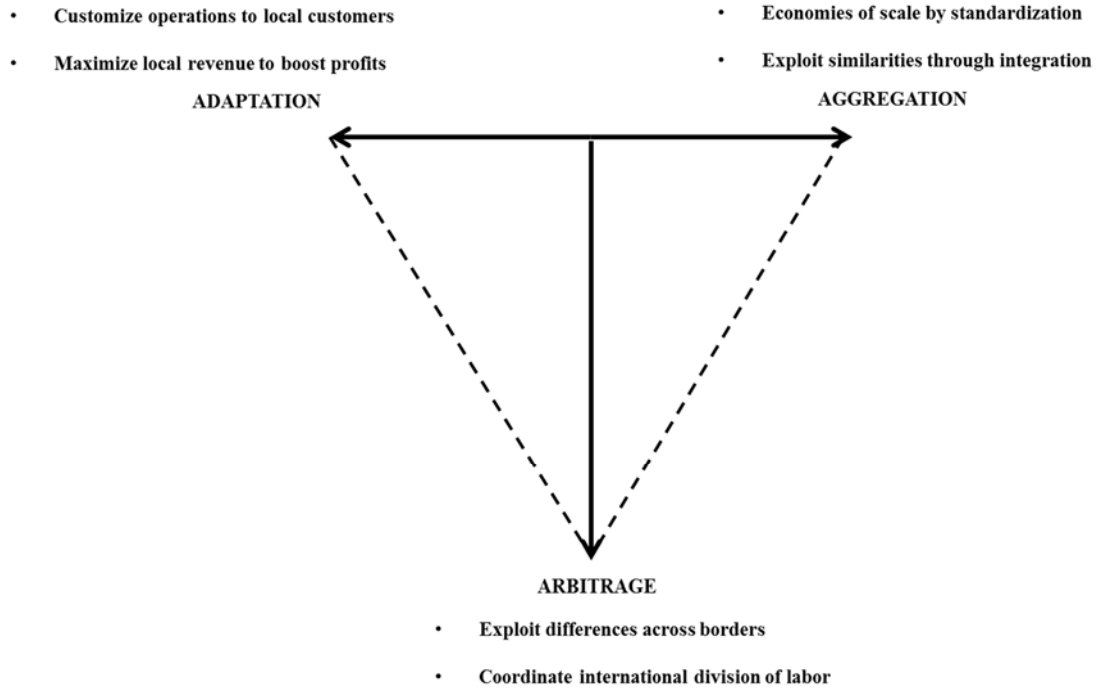 • Customize operations to local customers
• Maximize local revenue to boost profits
ADAPTATION
• Economies of scale by standardization
• Exploit similarities through integration
AGGREGATION
ARBITRAGE
• Exploit differences across borders
• Coordinate international division of labor